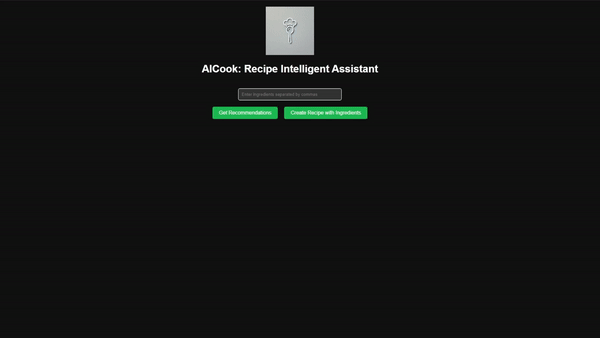 AICook: Recipe Intelligent Assistant
Enter ingredients separated by commas
Get Recommendations
Create Recipe with Ingredients